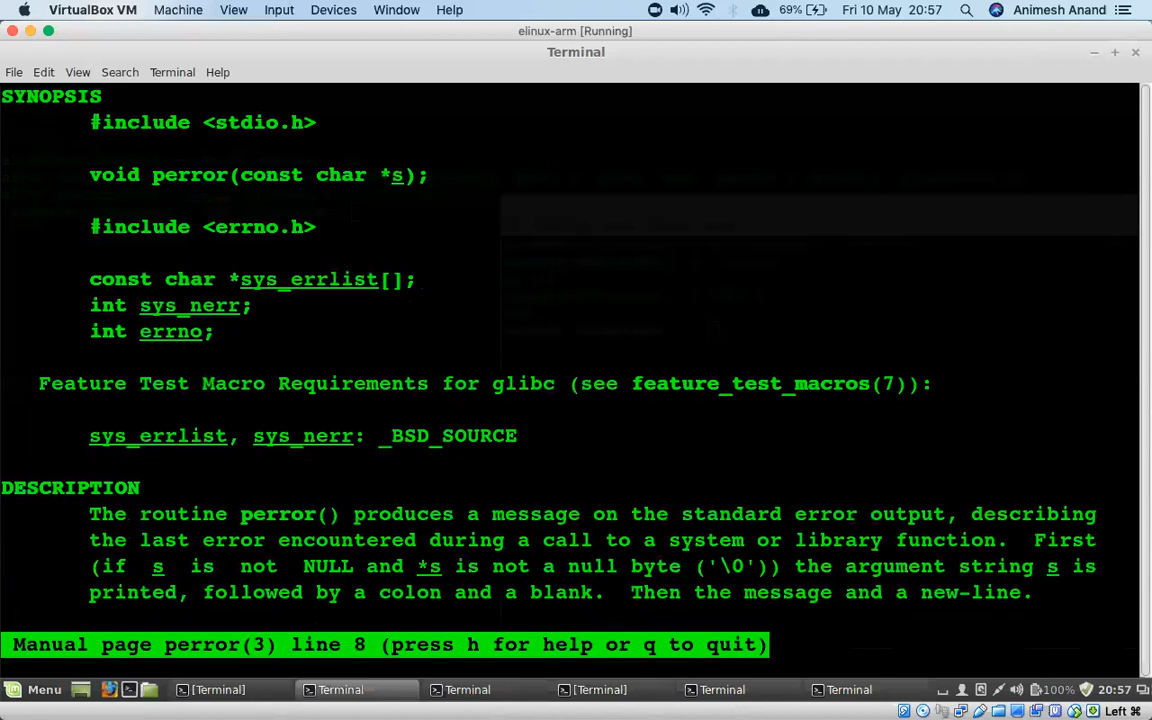 VirtualBox VM Machine View Input Devices Window Help 69% Fri 10 May 20:57 Animesh Anand
elinux-arm [Running]
Terminal
File Edit View Search Terminal Help
SYNOPSIS
#include <stdio.h>
void perror(const char *s);
#include <errno.h>
const char *sys_errlist[];
int sys_nerr;
int errno;
Feature Test Macro Requirements for glibc (see feature_test_macros(7)):
sys_errlist, sys_nerr: _BSD_SOURCE
DESCRIPTION
The routine perror() produces a message on the standard error output, describing
the last error encountered during a call to a system or library function. First
(if s is not NULL and *s is not a null byte ('\0')) the argument string s is
printed, followed by a colon and a blank. Then the message and a new-line.
Manual page perror(3) line 8 (press h for help or q to quit)
Menu [Terminal] Terminal Terminal [Terminal] Terminal Terminal 100% 20:57
Left ⌘